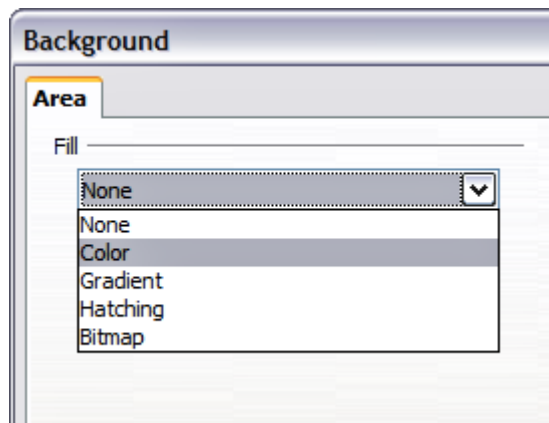 Background
Area
Fill
None
None
Color
Gradient
Hatching
Bitmap